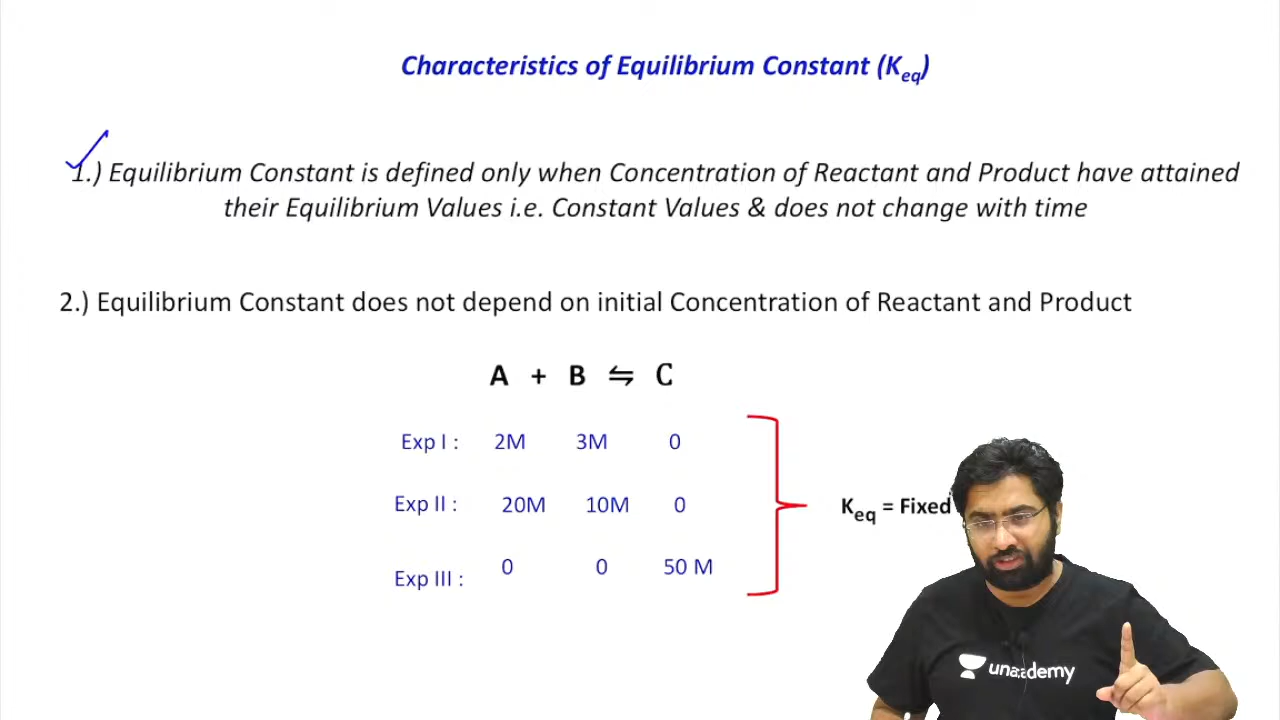 Characteristics of Equilibrium Constant (Keq)
1.) Equilibrium Constant is defined only when Concentration of Reactant and Product have attained
their Equilibrium Values i.e. Constant Values & does not change with time
2.) Equilibrium Constant does not depend on initial Concentration of Reactant and Product
A + B ⇋ C
Exp I : 2M 3M 0
Exp II : 20M 10M 0
Exp III : 0 0 50 M
Keq = Fixed
unacademy